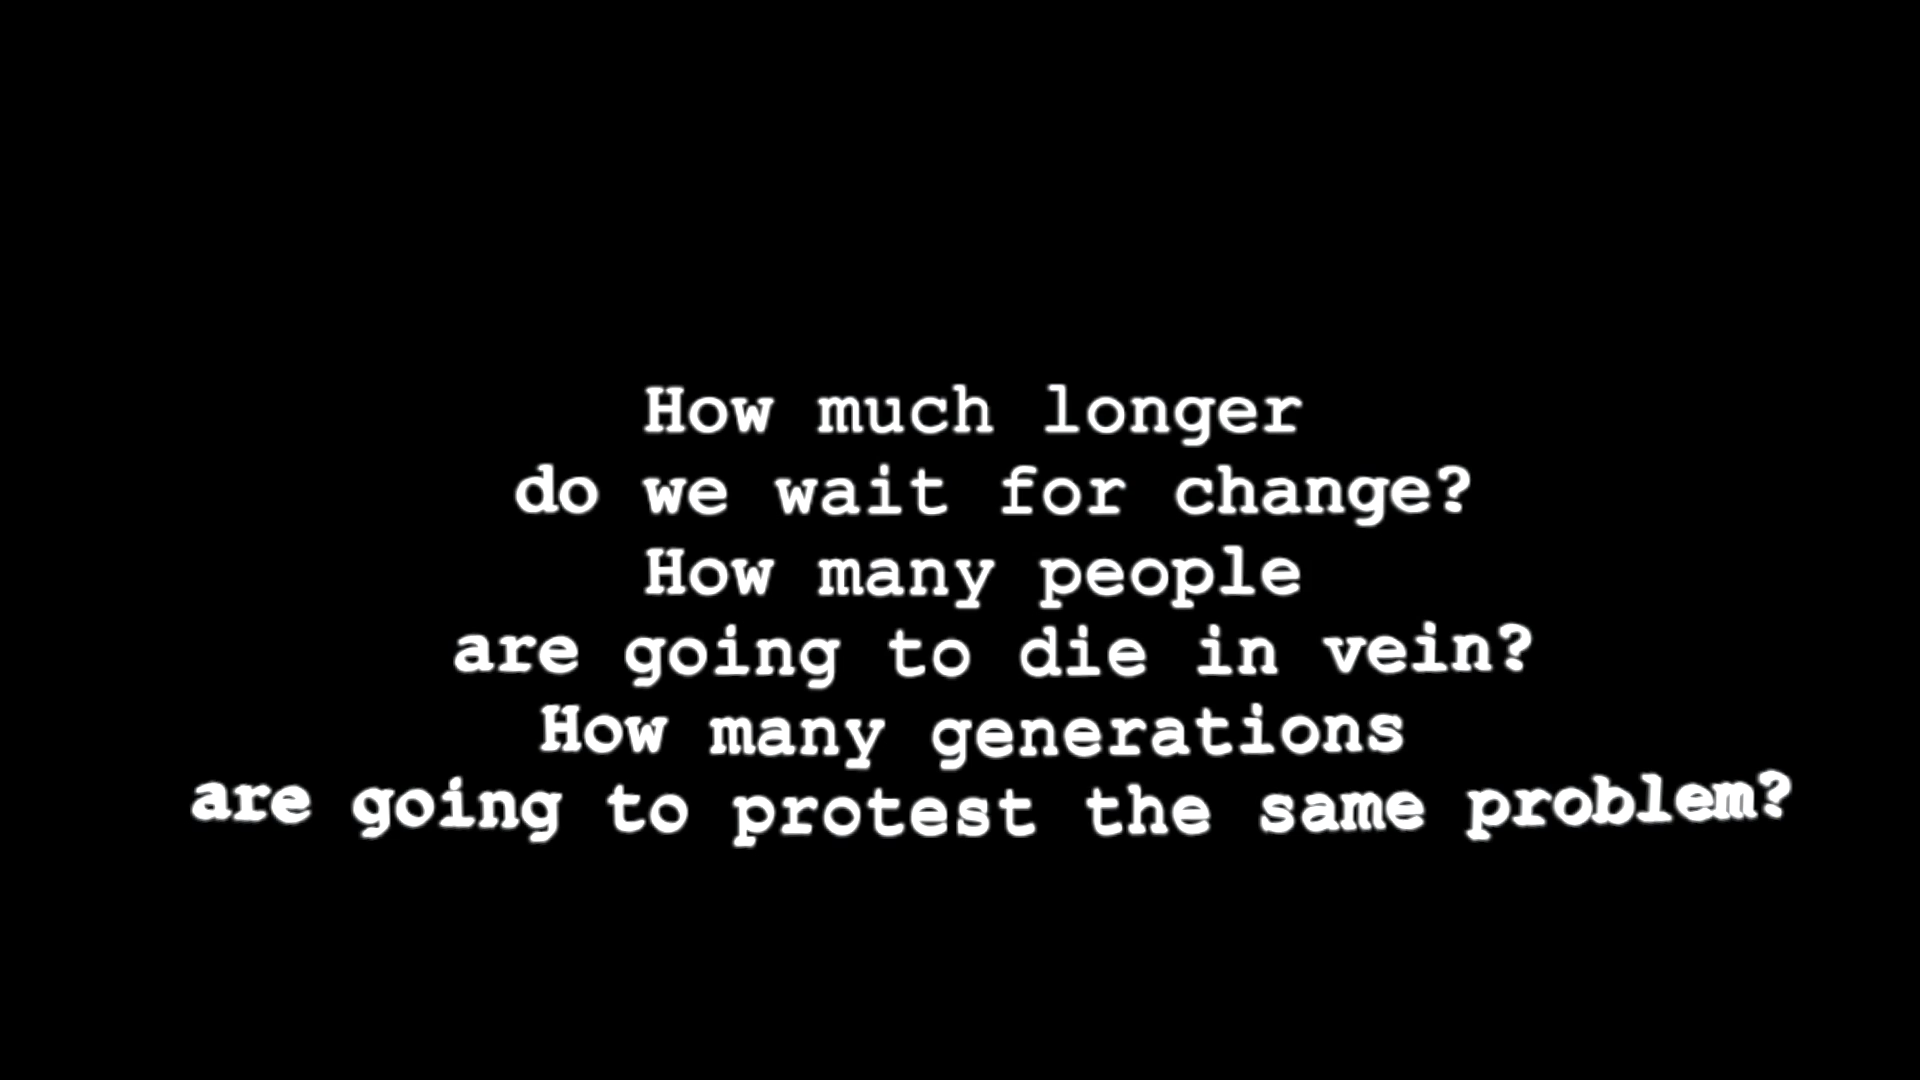 How much longer
do we wait for change?
How many people
are going to die in vein?
How many generations
are going to protest the same problem?